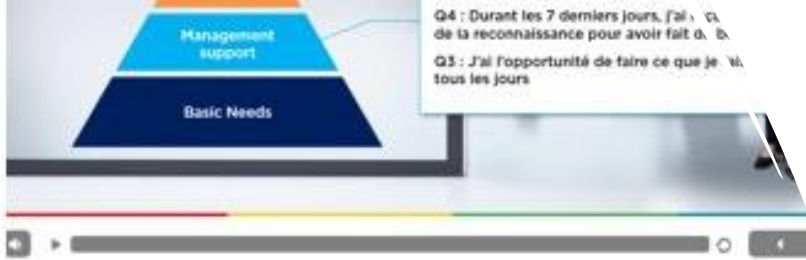 Management
support
Basic Needs
Q4 : Durant les 7 derniers jours, j'ai
de la reconnaissance pour avoir fait
Q3 : J'ai l'opportunité de faire ce que je
tous les jours